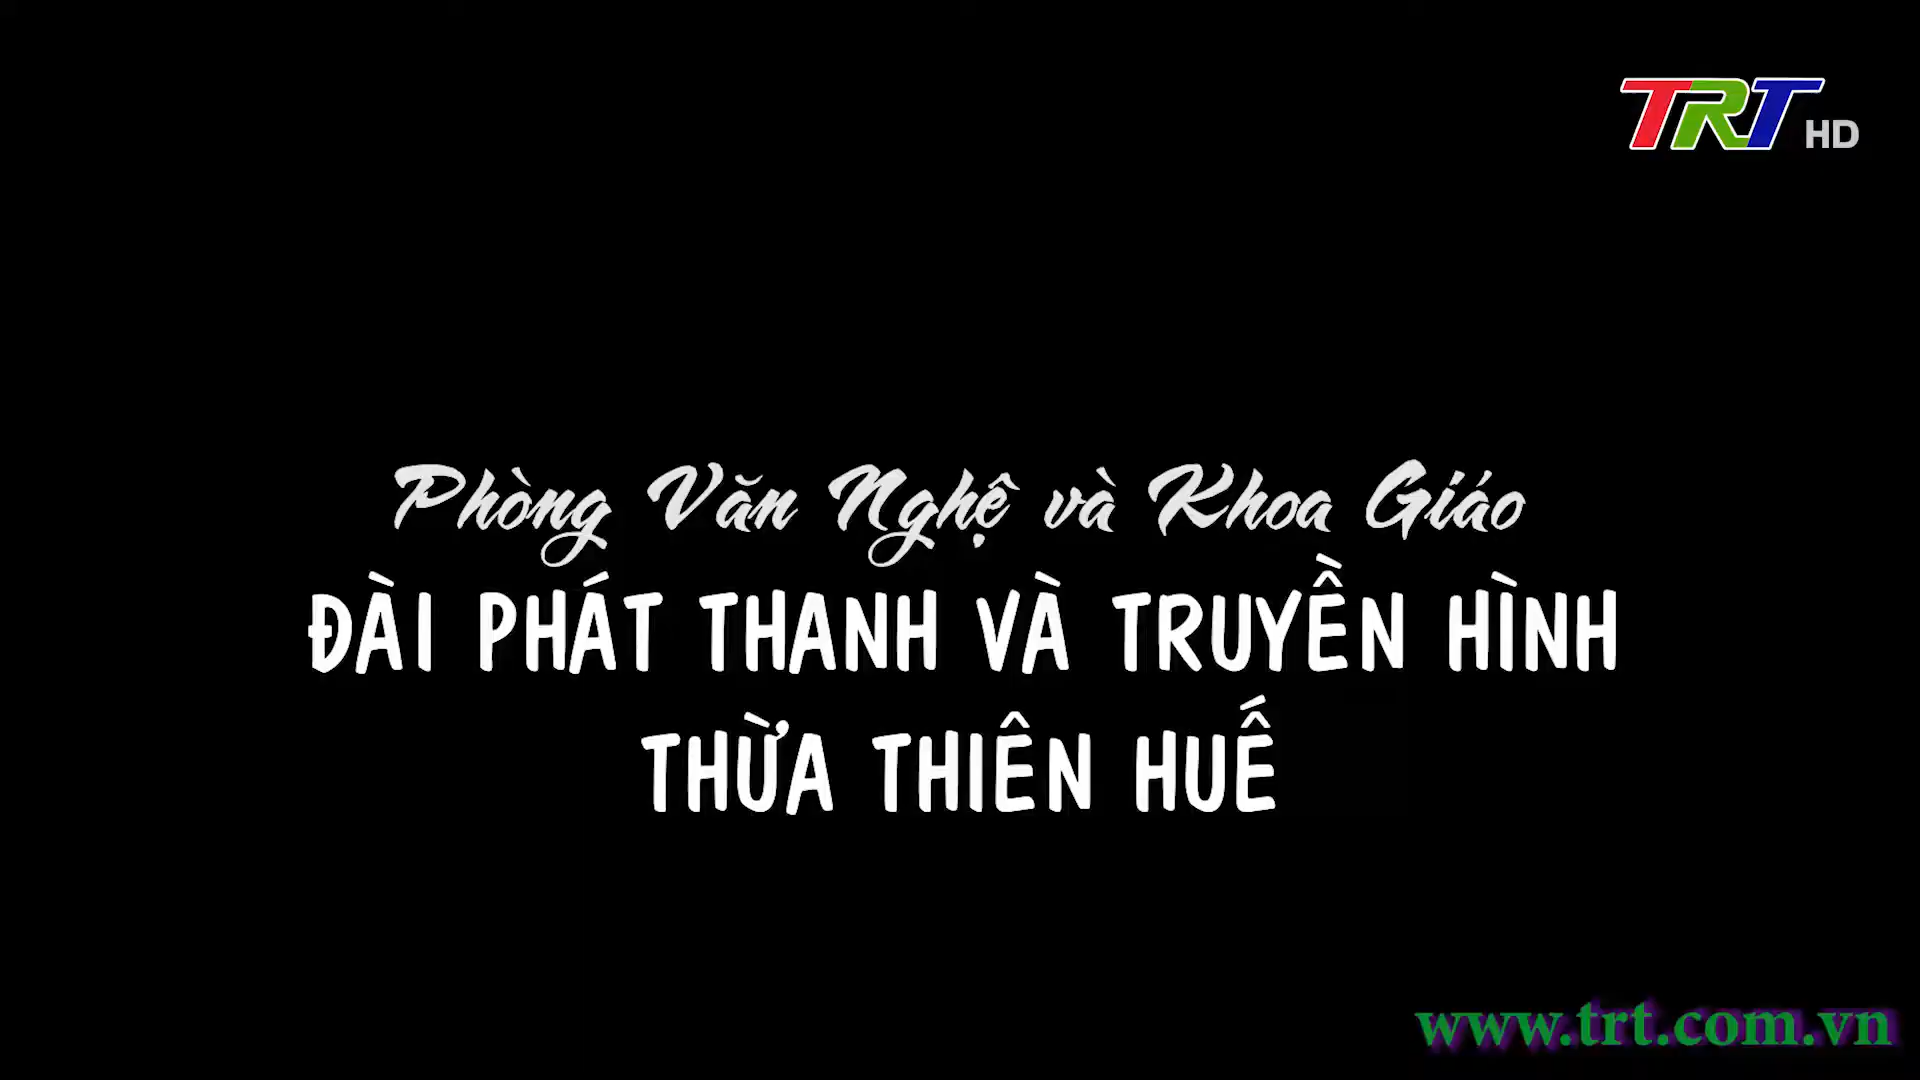 TRT HD
Phòng Văn Nghệ và Khoa Giáo
ĐÀI PHÁT THANH VÀ TRUYỀN HÌNH
THỪA THIÊN HUẾ
www.trt.com.vn